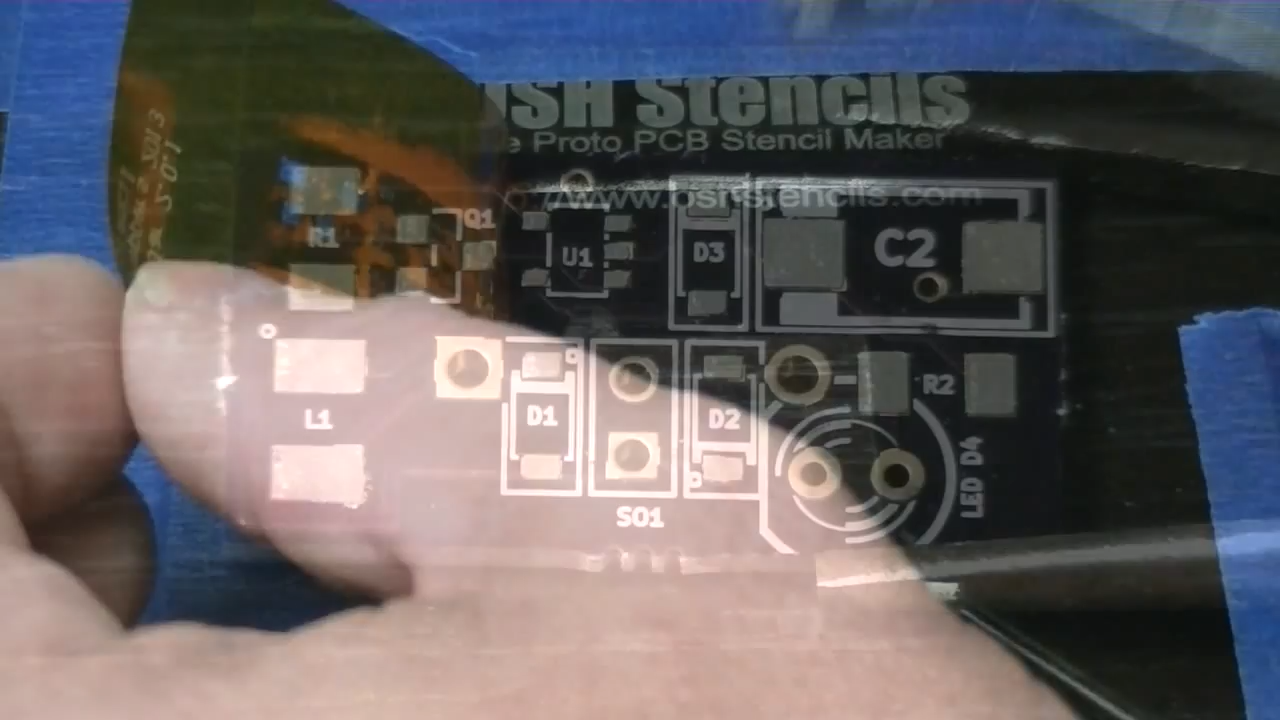 SH Stencils
e Proto PCB Stencil Maker
www.oshstencils.com
Q1
R1
U1
D3
C2
L1
D1
D2
R2
LED D4
SO1